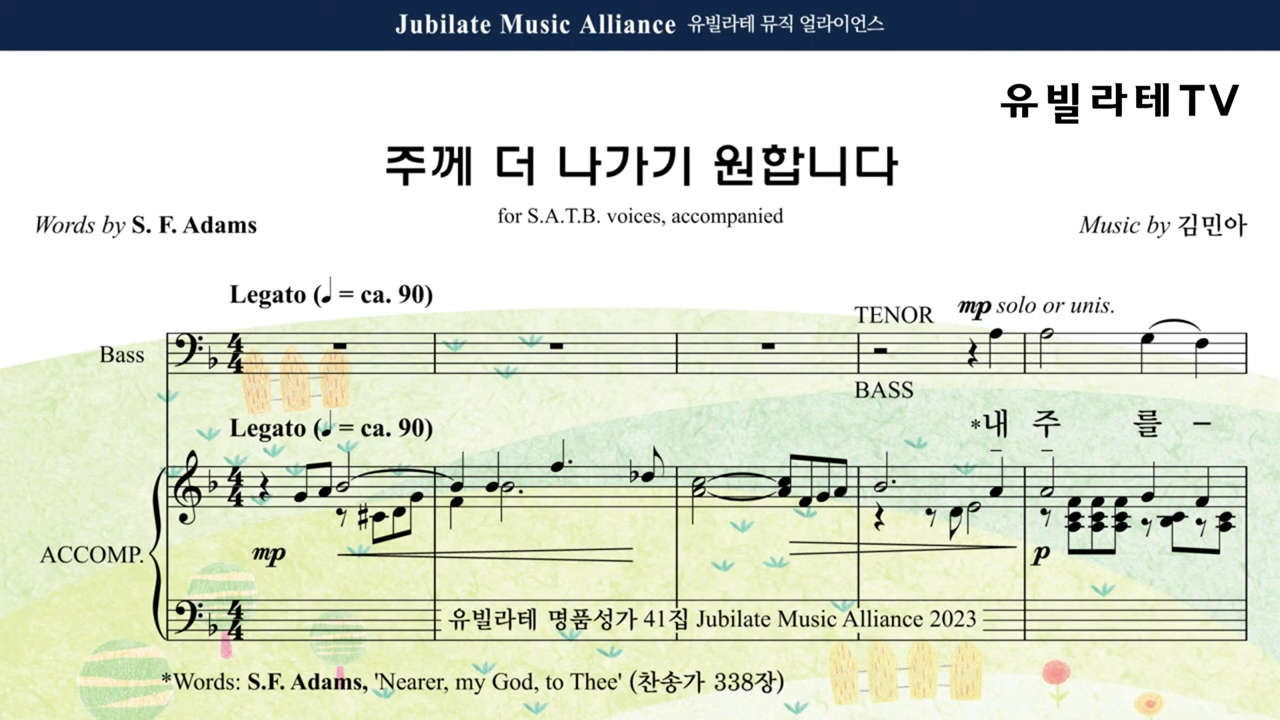 Jubilate Music Alliance 유빌라테 뮤직 얼라이언스
유빌라테TV
주께 더 나가기 원합니다
for S.A.T.B. voices, accompanied
Words by S. F. Adams
Music by 김민아
Legato (♩ = ca. 90)
TENOR mp solo or unis.
Bass
BASS
*내 주 를 –
Legato (♩ = ca. 90)
ACCOMP.
mp
p
유빌라테 명품성가 41집 Jubilate Music Alliance 2023
*Words: S.F. Adams, 'Nearer, my God, to Thee' (찬송가 338장)